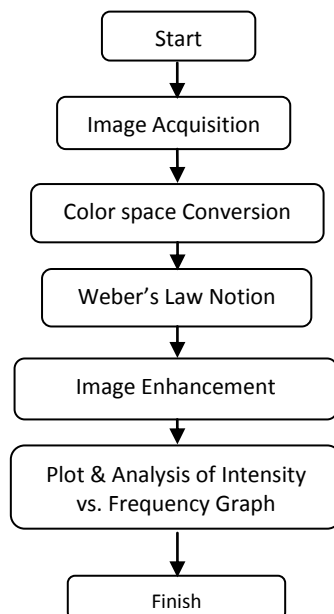 Start
Image Acquisition
Color space Conversion
Weber’s Law Notion
Image Enhancement
Plot & Analysis of Intensity
vs. Frequency Graph
Finish